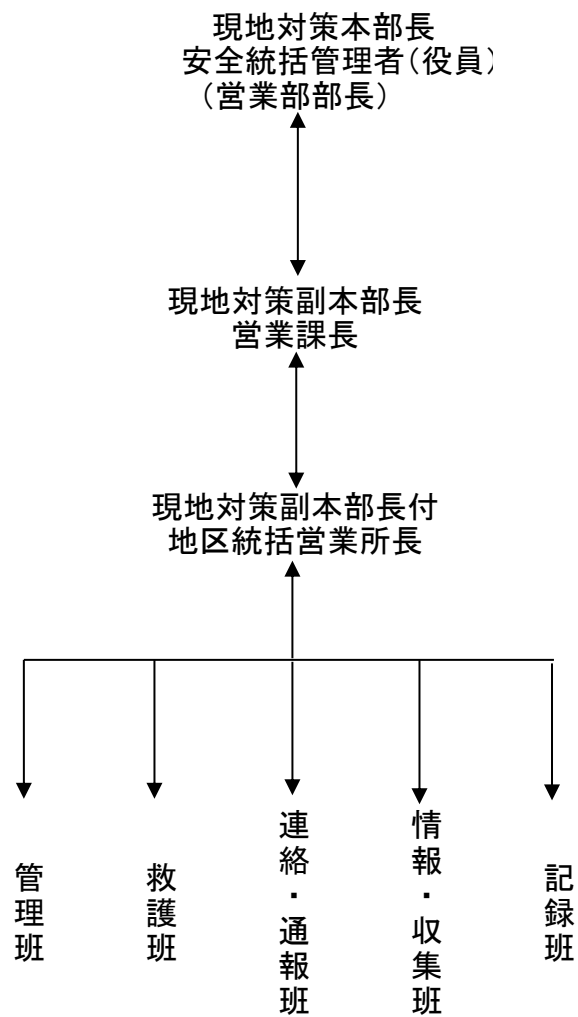 現地対策本部長
安全統括管理者（役員）
（営業部部長）
現地対策副本部長
営業課長
現地対策副本部長付
地区統括営業所長
管理班
救護班
連絡・通報班
情報・収集班
記録班